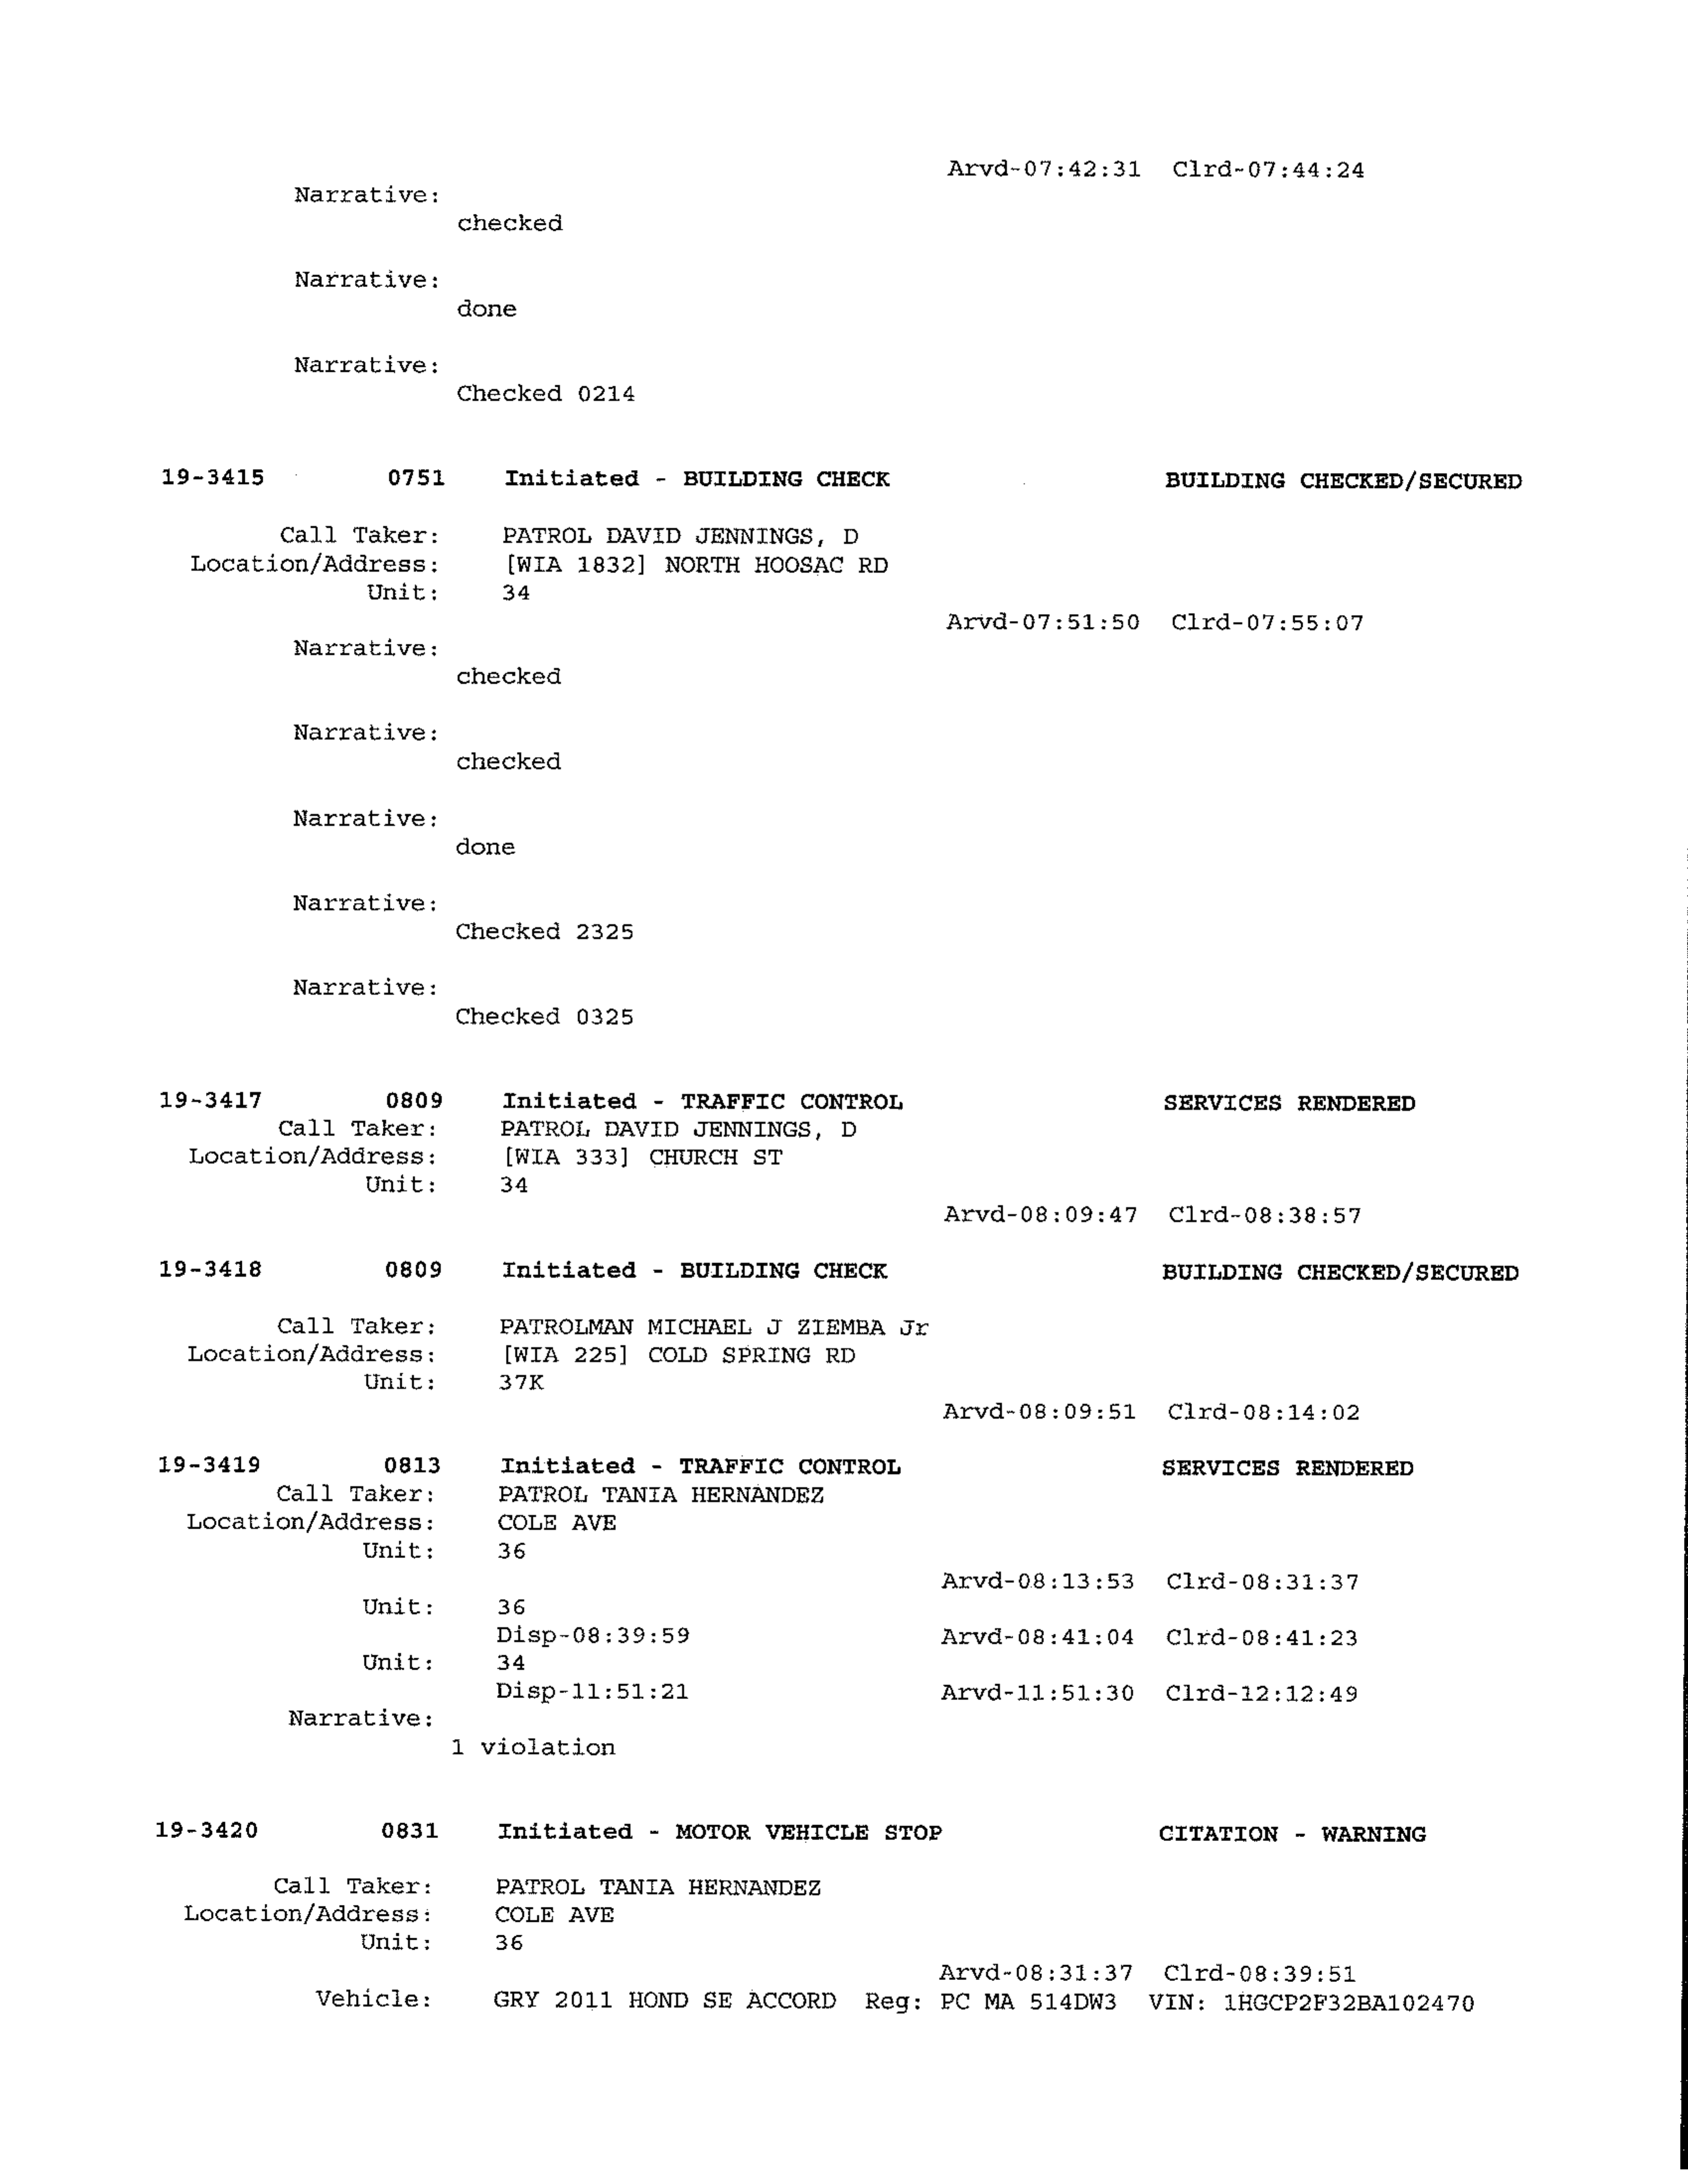 Arvd-07:42:31 Clrd-07:44:24
Narrative:
checked
Narrative:
done
Narrative:
Checked 0214
19-3415 0751 Initiated - BUILDING CHECK BUILDING CHECKED/SECURED
Call Taker: PATROL DAVID JENNINGS, D
Location/Address: [WIA 1832] NORTH HOOSAC RD
Unit: 34
Arvd-07:51:50 Clrd-07:55:07
Narrative:
checked
Narrative:
checked
Narrative:
done
Narrative:
Checked 2325
Narrative:
Checked 0325
19-3417 0809 Initiated - TRAFFIC CONTROL SERVICES RENDERED
Call Taker: PATROL DAVID JENNINGS, D
Location/Address: [WIA 333] CHURCH ST
Unit: 34
Arvd-08:09:47 Clrd-08:38:57
19-3418 0809 Initiated - BUILDING CHECK BUILDING CHECKED/SECURED
Call Taker: PATROLMAN MICHAEL J ZIEMBA Jr
Location/Address: [WIA 225] COLD SPRING RD
Unit: 37K
Arvd-08:09:51 Clrd-08:14:02
19-3419 0813 Initiated - TRAFFIC CONTROL SERVICES RENDERED
Call Taker: PATROL TANIA HERNANDEZ
Location/Address: COLE AVE
Unit: 36
Arvd-08:13:53 Clrd-08:31:37
Unit: 36
Disp-08:39:59 Arvd-08:41:04 Clrd-08:41:23
Unit: 34
Disp-11:51:21 Arvd-11:51:30 Clrd-12:12:49
Narrative:
1 violation
19-3420 0831 Initiated - MOTOR VEHICLE STOP CITATION - WARNING
Call Taker: PATROL TANIA HERNANDEZ
Location/Address: COLE AVE
Unit: 36
Arvd-08:31:37 Clrd-08:39:51
Vehicle: GRY 2011 HOND SE ACCORD Reg: PC MA 514DW3 VIN: 1HGCP2F32BA102470